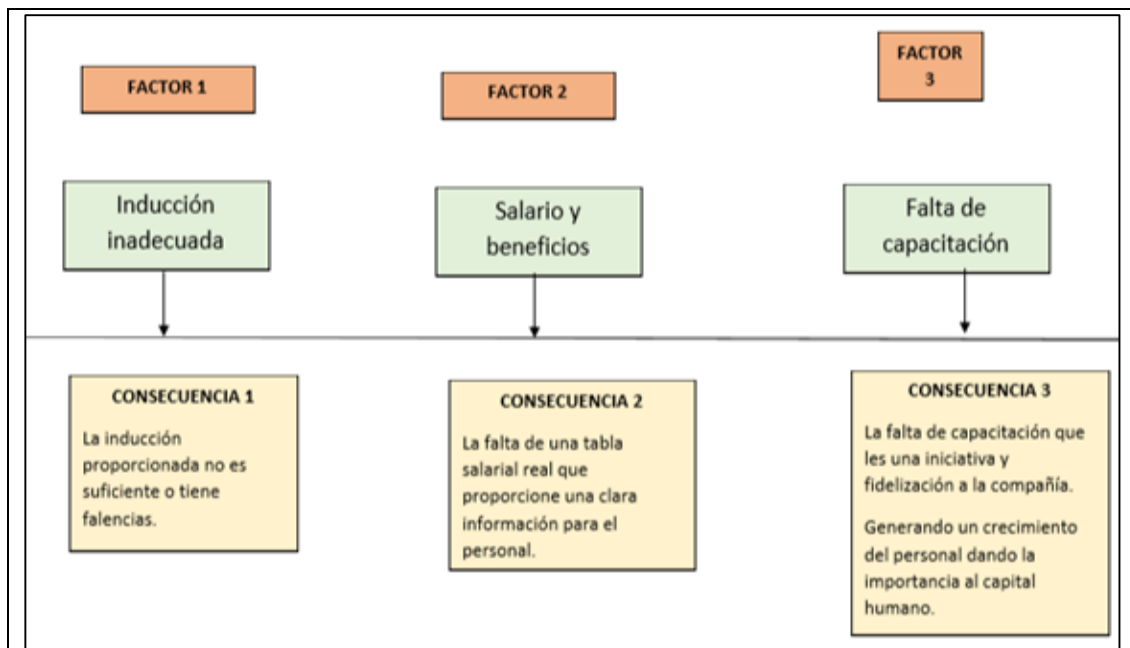 FACTOR 1
FACTOR 2
FACTOR
3
Inducción
inadecuada
Salario y
beneficios
Falta de
capacitación
CONSECUENCIA 1
La inducción
proporcionada no es
suficiente o tiene
falencias.
CONSECUENCIA 2
La falta de una tabla
salarial real que
proporcione una clara
información para el
personal.
CONSECUENCIA 3
La falta de capacitación que
les una iniciativa y
fidelización a la compañía.
Generando un crecimiento
del personal dando la
importancia al capital
humano.